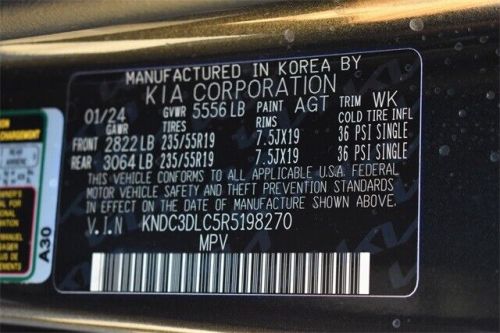 MANUFACTURED IN KOREA BY
KIA CORPORATION
01/24 GVWR 5556 LB PAINT AGT TRIM WK
GAWR TIRES RIMS COLD TIRE INFL
FRONT 2822 LB 235/55R19 7.5JX19 36 PSI SINGLE
REAR 3064 LB 235/55R19 7.5JX19 36 PSI SINGLE
THIS VEHICLE CONFORMS TO ALL APPLICABLE U.S.A. FEDERAL
MOTOR VEHICLE SAFETY AND THEFT PREVENTION STANDARDS
IN EFFECT ON THE DATE OF MANUFACTURE SHOWN ABOVE.
V.I.N KNDC3DLC5R5198270
MPV
A30